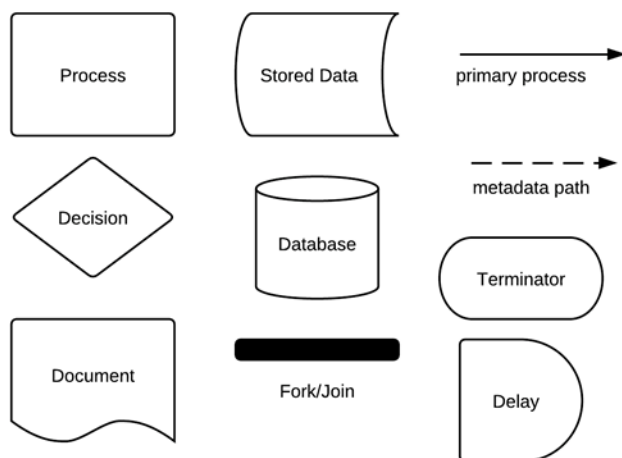 Process
Stored Data
primary process
Decision
Database
metadata path
Terminator
Document
Fork/Join
Delay